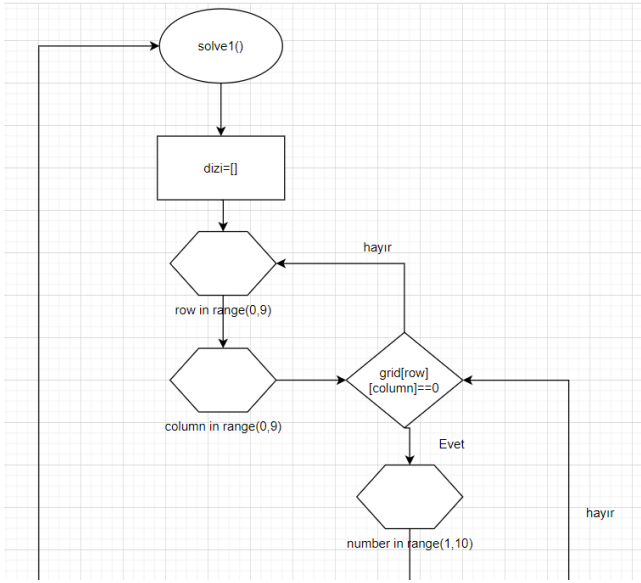 solve1()
dizi=[]
hayır
row in range(0,9)
grid[row]
[column]==0
column in range(0,9)
Evet
hayır
number in range(1,10)